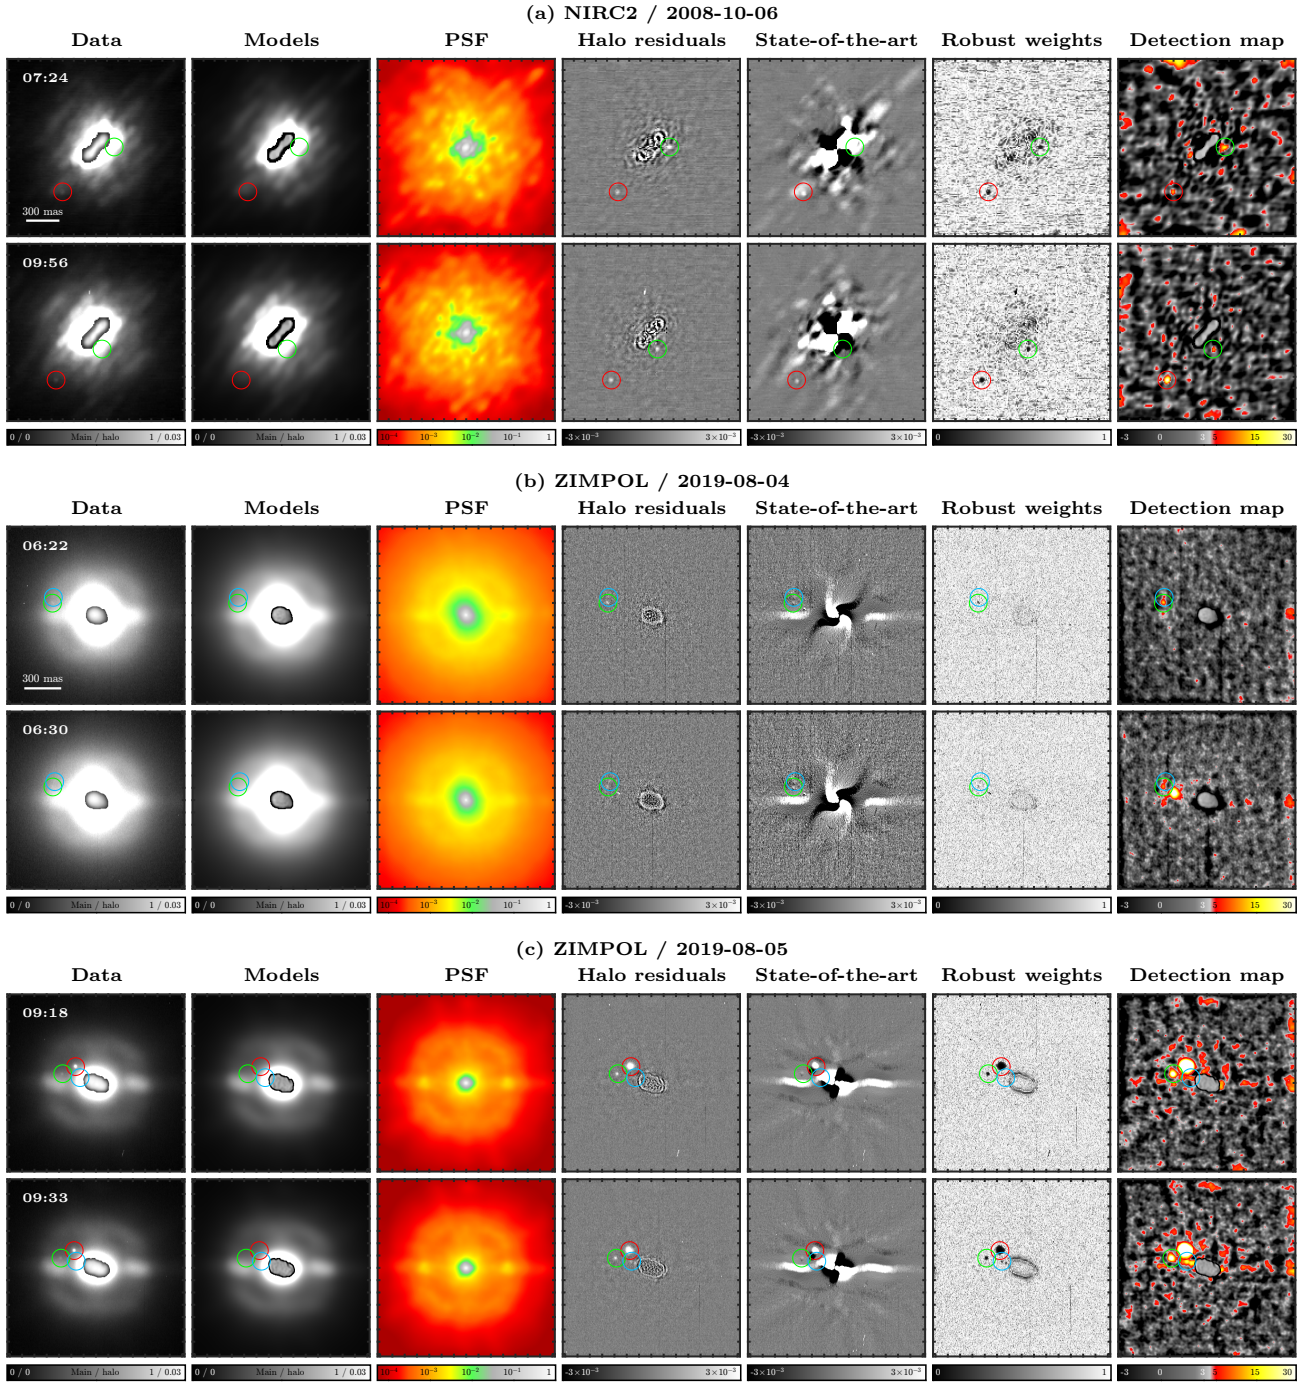 (a) NIRC2 / 2008-10-06
Data Models PSF Halo residuals State-of-the-art Robust weights Detection map
07:24
300 mas
09:56
0 / 0 Main / halo 1 / 0.03 0 / 0 Main / halo 1 / 0.03 10⁻⁴ 10⁻³ 10⁻² 10⁻¹ 1 -3×10⁻³ 3×10⁻³ -3×10⁻³ 3×10⁻³ 0 1 -3 0 3 5 15 30
(b) ZIMPOL / 2019-08-04
Data Models PSF Halo residuals State-of-the-art Robust weights Detection map
06:22
300 mas
06:30
0 / 0 Main / halo 1 / 0.03 0 / 0 Main / halo 1 / 0.03 10⁻⁴ 10⁻³ 10⁻² 10⁻¹ 1 -3×10⁻³ 3×10⁻³ -3×10⁻³ 3×10⁻³ 0 1 -3 0 3 5 15 30
(c) ZIMPOL / 2019-08-05
Data Models PSF Halo residuals State-of-the-art Robust weights Detection map
09:18
09:33
0 / 0 Main / halo 1 / 0.03 0 / 0 Main / halo 1 / 0.03 10⁻⁴ 10⁻³ 10⁻² 10⁻¹ 1 -3×10⁻³ 3×10⁻³ -3×10⁻³ 3×10⁻³ 0 1 -3 0 3 5 15 30